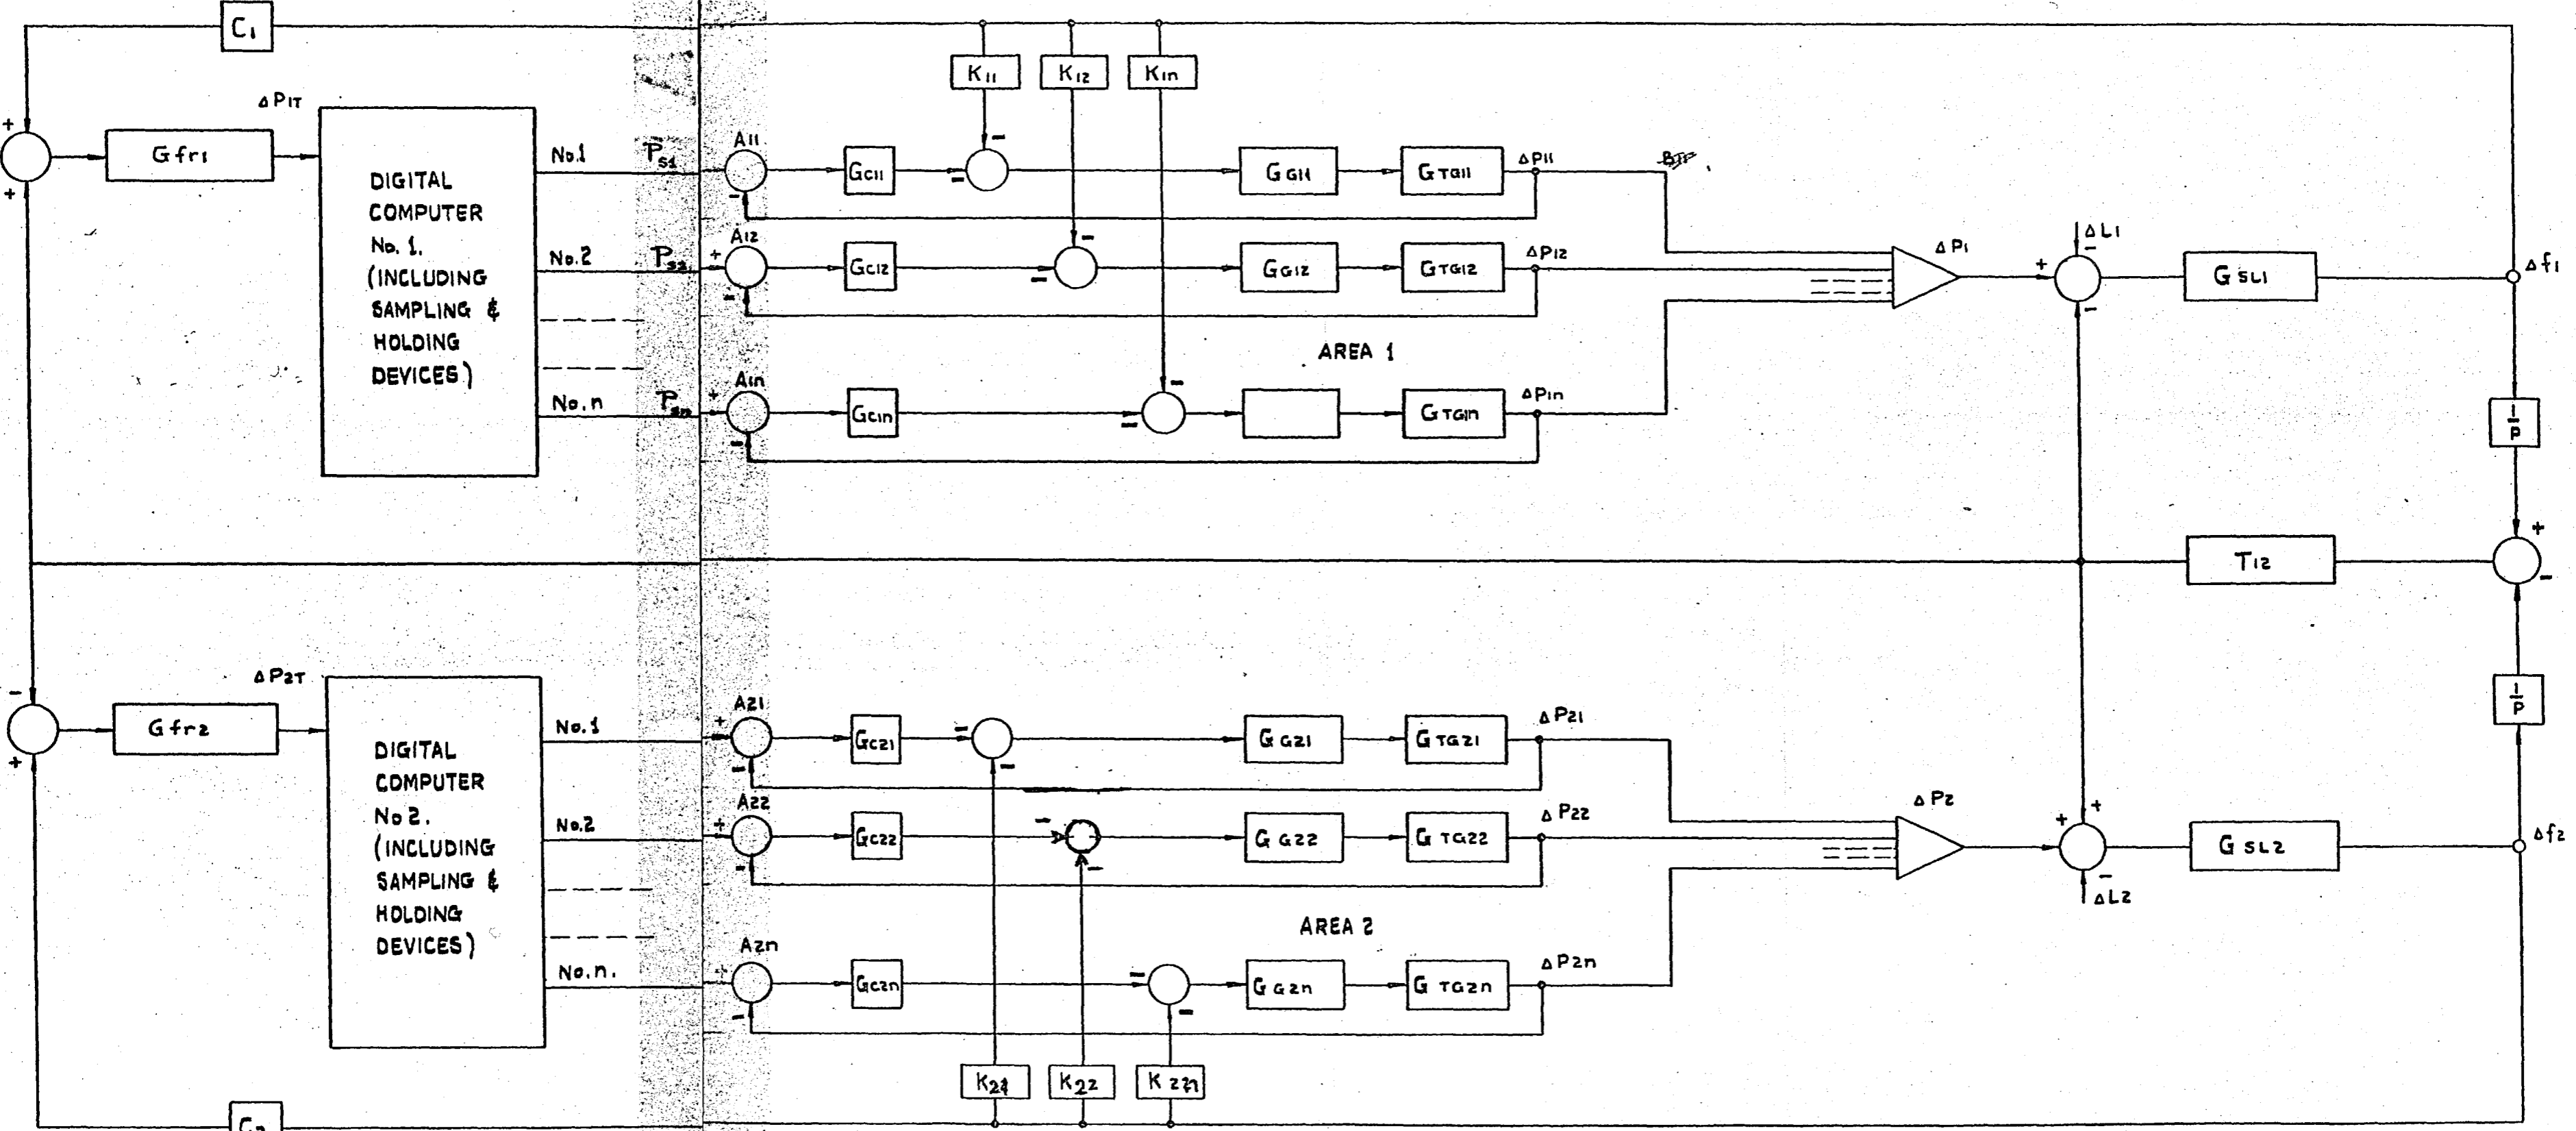 C1
K11 K12 K1n
ΔP1T
Gfr1
DIGITAL
COMPUTER
No. 1.
(INCLUDING
SAMPLING &
HOLDING
DEVICES)
No.1
No.2
No.n
Ps1
Ps2
Psn
+
+
A11
-
GC11
-
-
GG11
GTG11
ΔP11
+
A12
-
GC12
-
-
GG12
GTG12
ΔP12
AREA 1
+
A1n
-
GC1n
-
-
GTG1n
ΔP1n
ΔP1
+
ΔL1
-
-
GSL1
Δf1
1/P
+
-
T12
1/P
-
+
ΔP2T
Gfr2
DIGITAL
COMPUTER
No2.
(INCLUDING
SAMPLING &
HOLDING
DEVICES)
No.1
No.2
No.n.
+
A21
-
GC21
-
-
GG21
GTG21
ΔP21
+
A22
-
GC22
-
-
GG22
GTG22
ΔP22
AREA 2
A2n
-
GC2n
-
-
GG2n
GTG2n
ΔP2n
ΔP2
+
+
-
ΔL2
GSL2
Δf2
K22